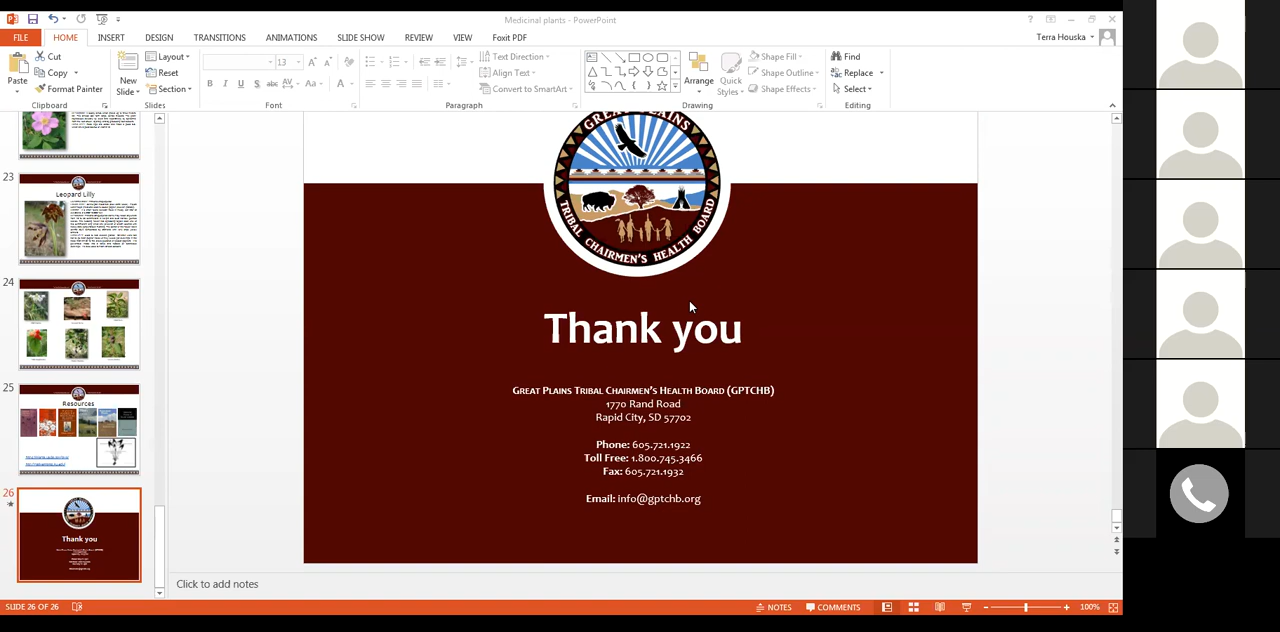 Medicinal plants - PowerPoint
?
FILE
HOME
INSERT
DESIGN
TRANSITIONS
ANIMATIONS
SLIDE SHOW
REVIEW
VIEW
Foxit PDF
Terra Houska
Paste
Cut
Copy
Format Painter
Clipboard
New
Slide
Layout
Reset
Section
Slides
13
B I U S abc AV Aa A
Font
Paragraph
Text Direction
Align Text
Convert to SmartArt
Arrange
Quick
Styles
Shape Fill
Shape Outline
Shape Effects
Drawing
Find
Replace
Select
Editing
23
Leopard Lilly
24
25
Resources
26
Thank you
GREAT PLAINS
TRIBAL CHAIRMEN'S HEALTH BOARD
Thank you
Great Plains Tribal Chairmen's Health Board (GPTCHB)
1770 Rand Road
Rapid City, SD 57702
Phone: 605.721.1922
Toll Free: 1.800.745.3466
Fax: 605.721.1932
Email: info@gptchb.org
Click to add notes
SLIDE 26 OF 26
NOTES
COMMENTS
100%